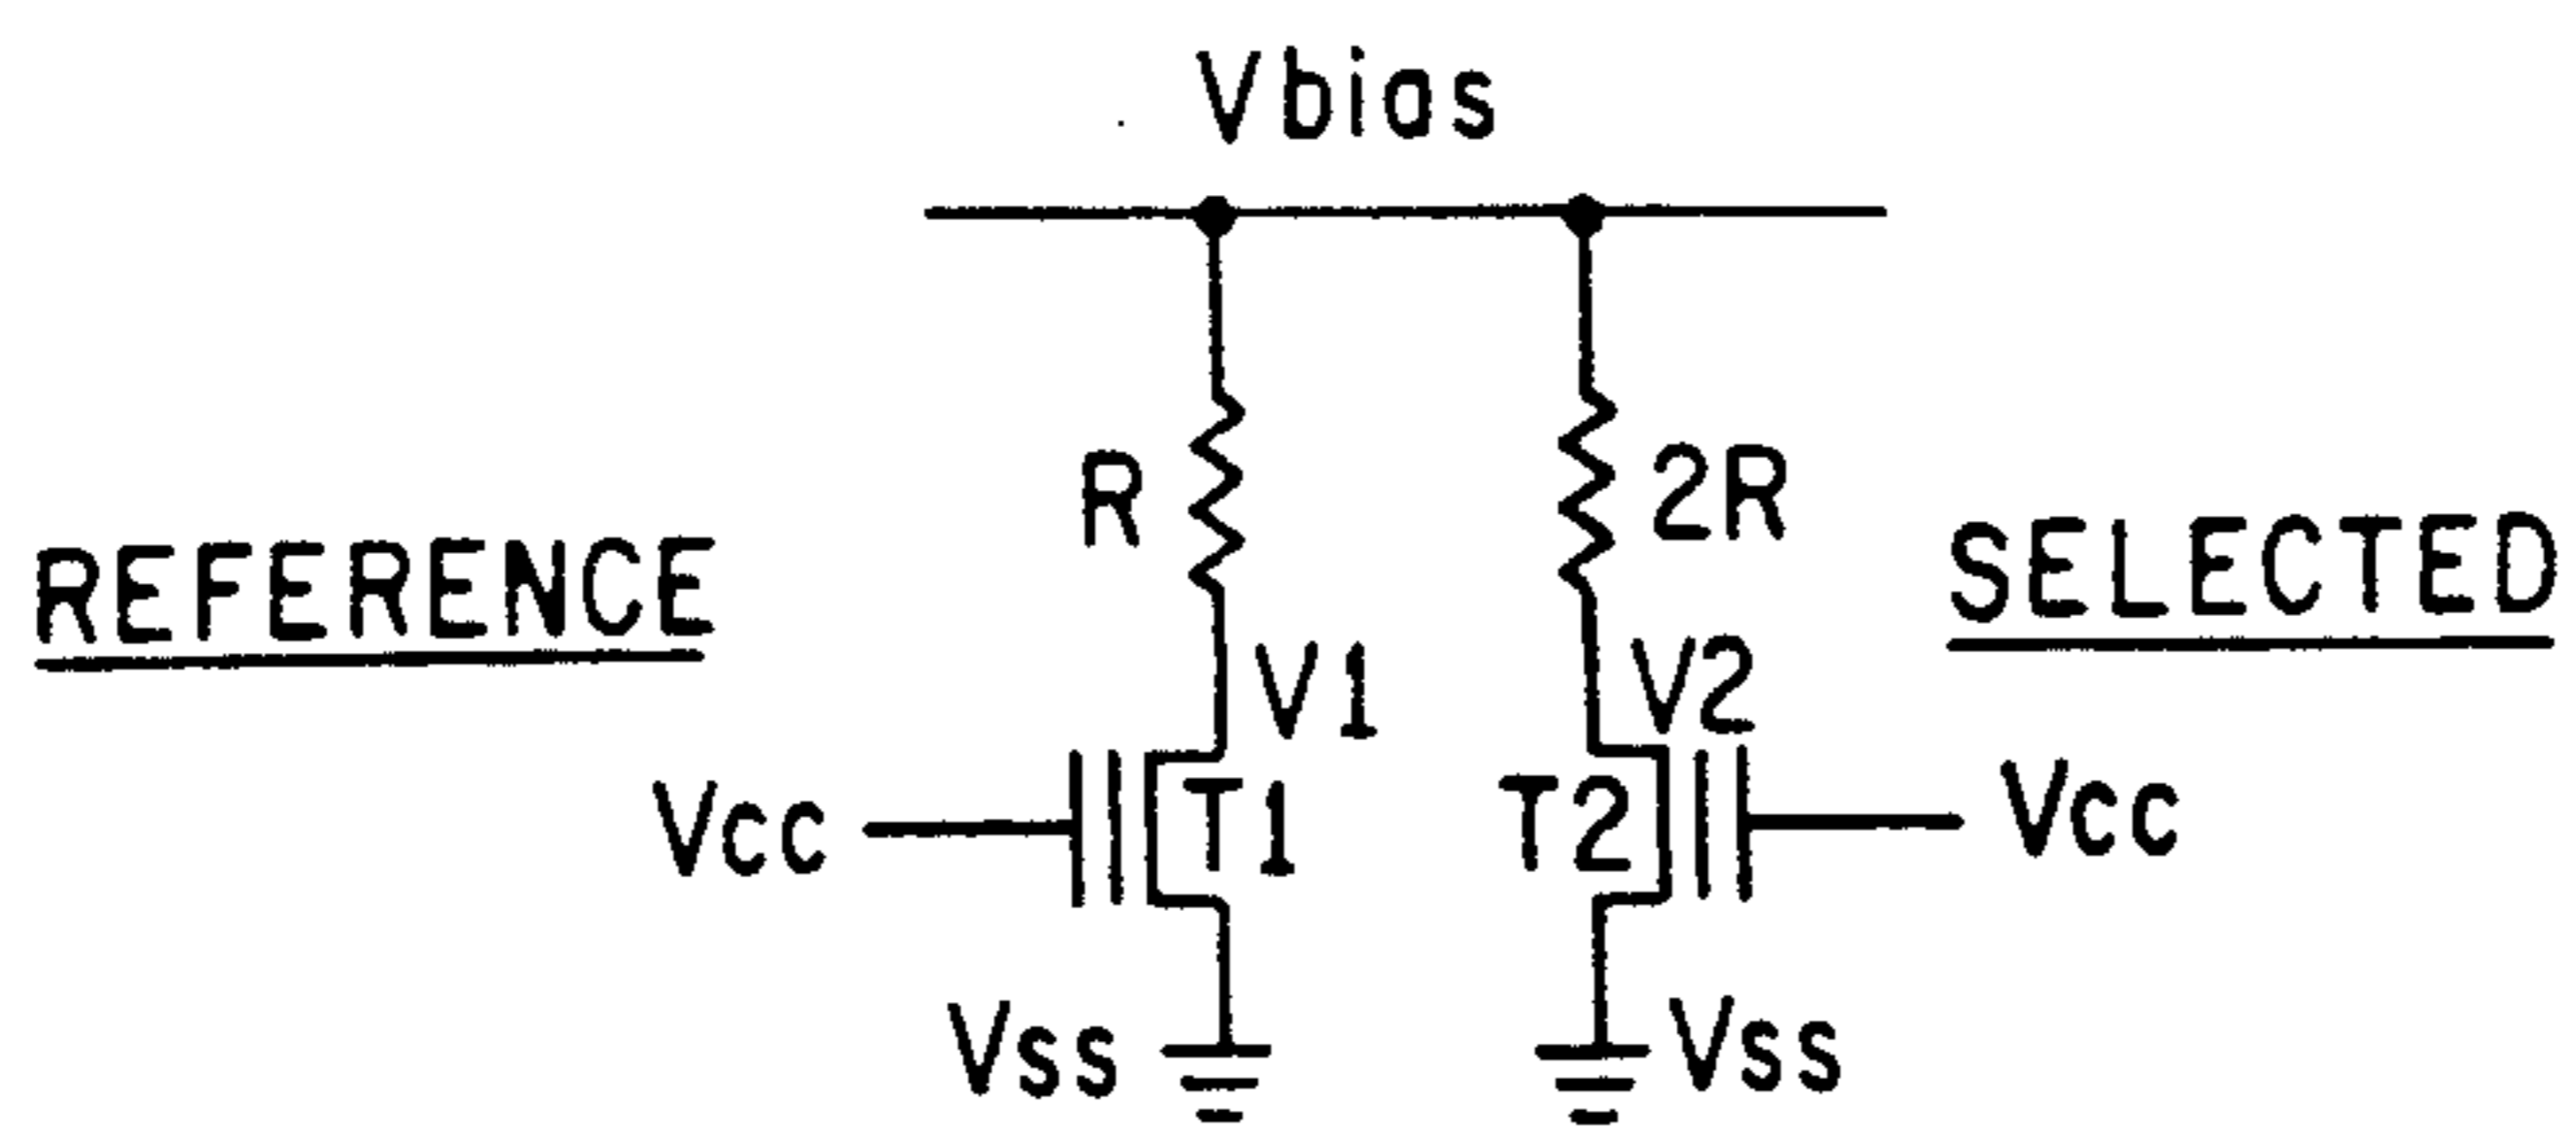 Vbias
R
2R
REFERENCE
SELECTED
V1
V2
Vcc
T1
T2
Vcc
Vss
Vss